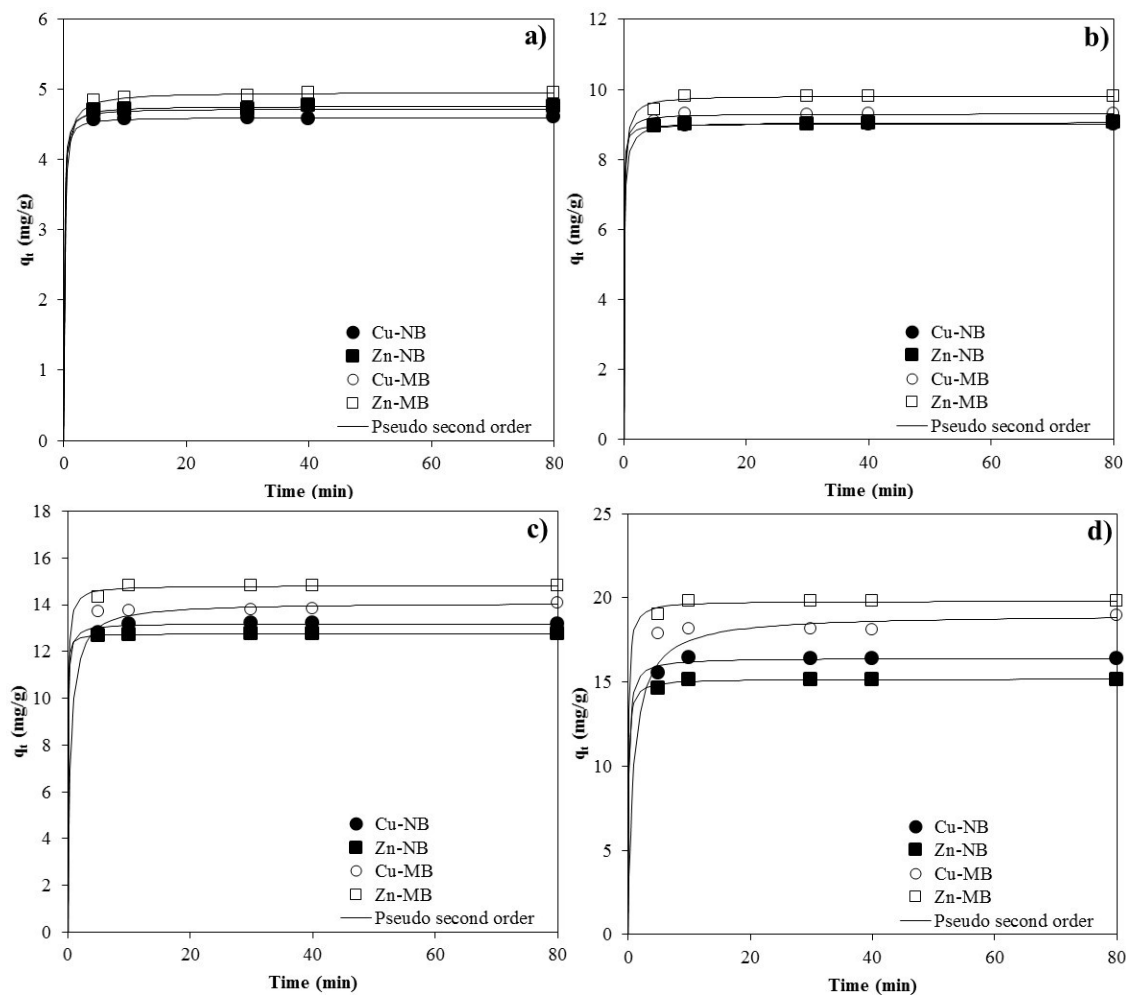 a)
6
5
4
3
2
1
0
qt (mg/g)
Cu-NB
Zn-NB
Cu-MB
Zn-MB
Pseudo second order
0 20 40 60 80
Time (min)
b)
12
10
8
6
4
2
0
qt (mg/g)
Cu-NB
Zn-NB
Cu-MB
Zn-MB
Pseudo second order
0 20 40 60 80
Time (min)
c)
18
16
14
12
10
8
6
4
2
0
qt (mg/g)
Cu-NB
Zn-NB
Cu-MB
Zn-MB
Pseudo second order
0 20 40 60 80
Time (min)
d)
25
20
15
10
5
0
qt (mg/g)
Cu-NB
Zn-NB
Cu-MB
Zn-MB
Pseudo second order
0 20 40 60 80
Time (min)